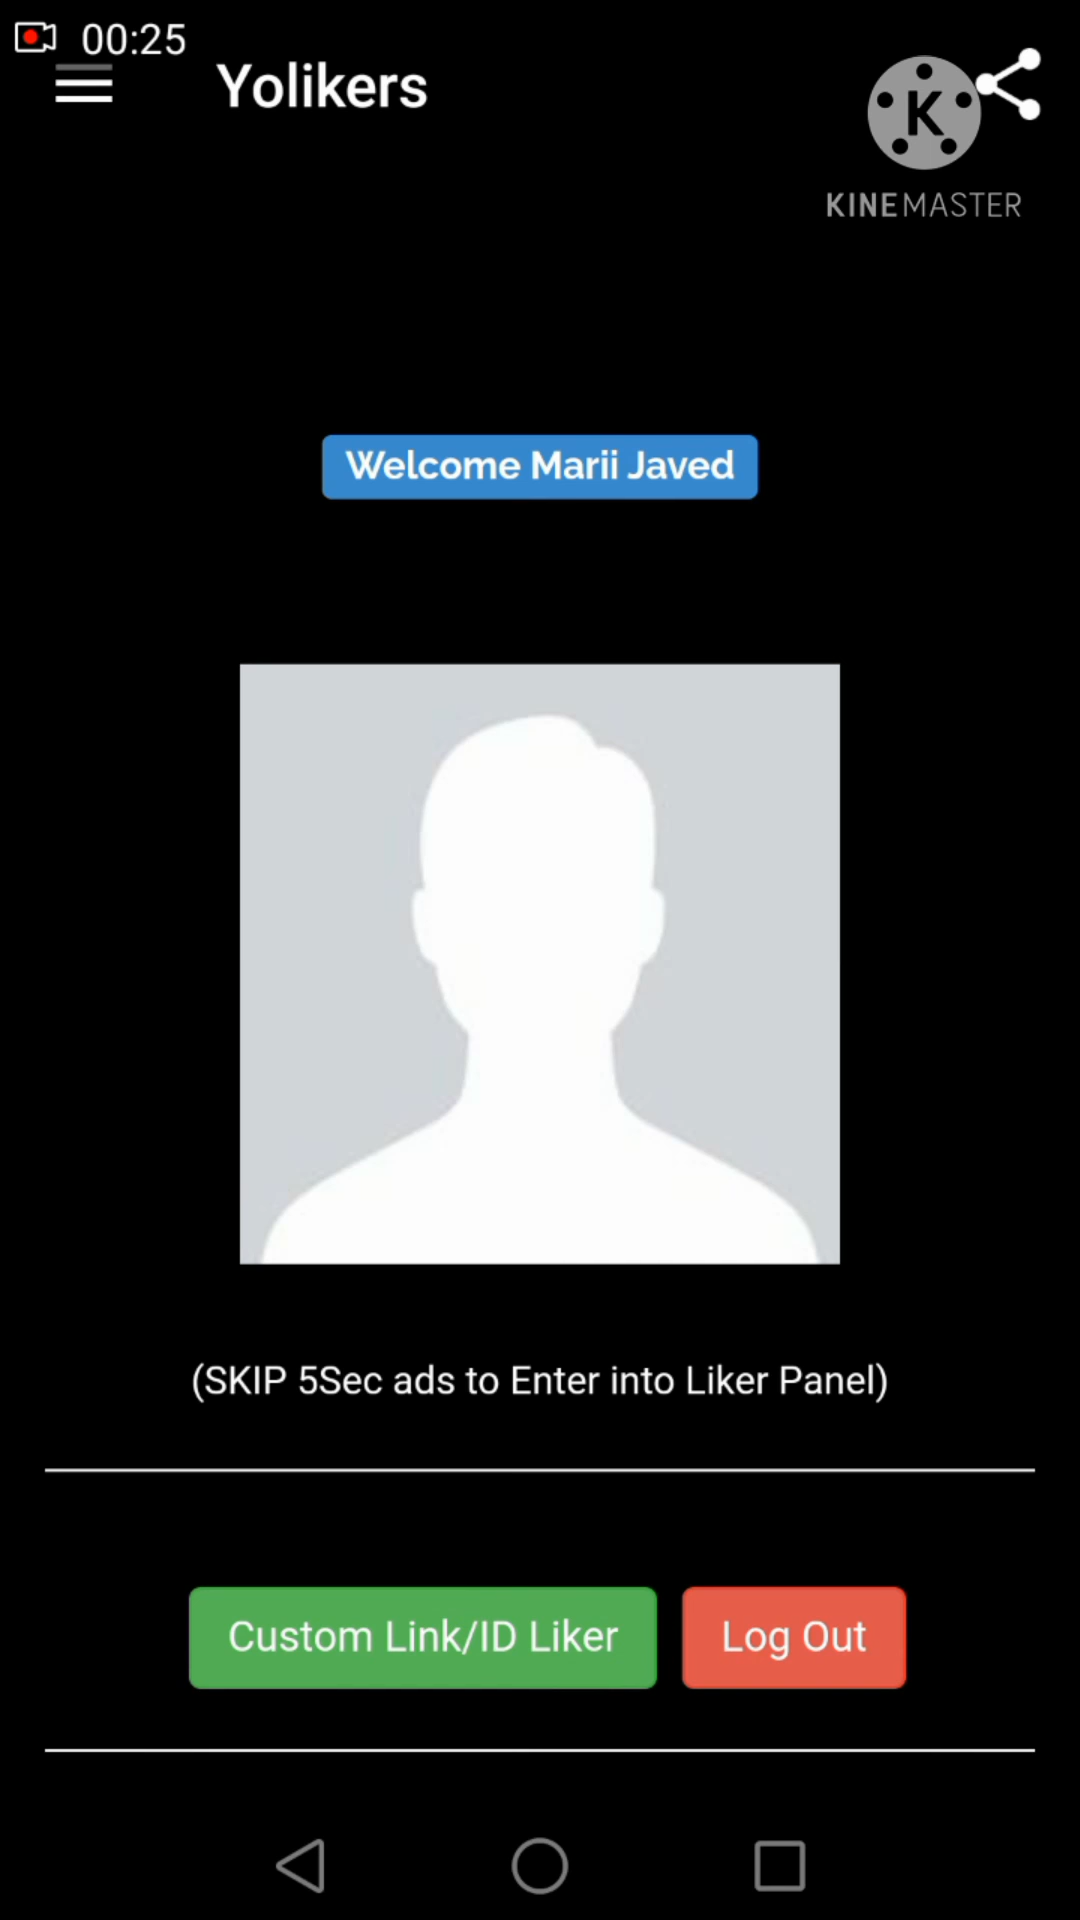 00:25
Yolikers
K
KINEMASTER
Welcome Marii Javed
(SKIP 5Sec ads to Enter into Liker Panel)
Custom Link/ID Liker
Log Out